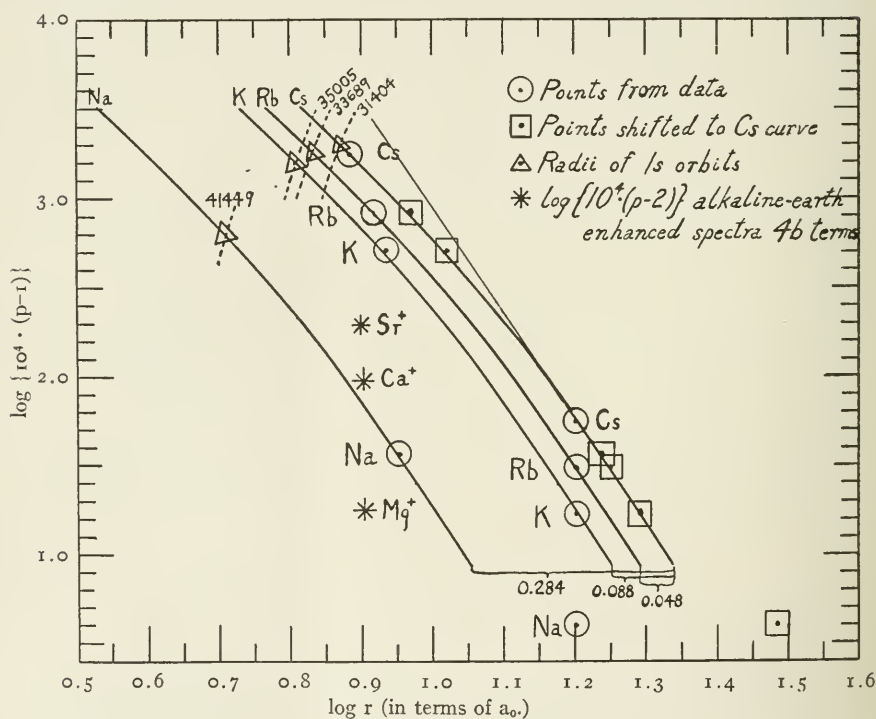 4.0
3.0
2.0
1.0
log {10⁴ · (p–1)}
Na
K Rb Cs
35005
33689
31404
41449
Cs
Rb
K
Sr⁺
Ca⁺
Na
Mg⁺
Cs
Rb
K
0.284
0.088
0.048
Na
Points from data
Points shifted to Cs curve
Radii of 1s orbits
log{10⁴·(p-2)} alkaline-earth
enhanced spectra 4b terms
0.5 0.6 0.7 0.8 0.9 1.0 1.1 1.2 1.3 1.4 1.5 1.6
log r (in terms of a₀.)